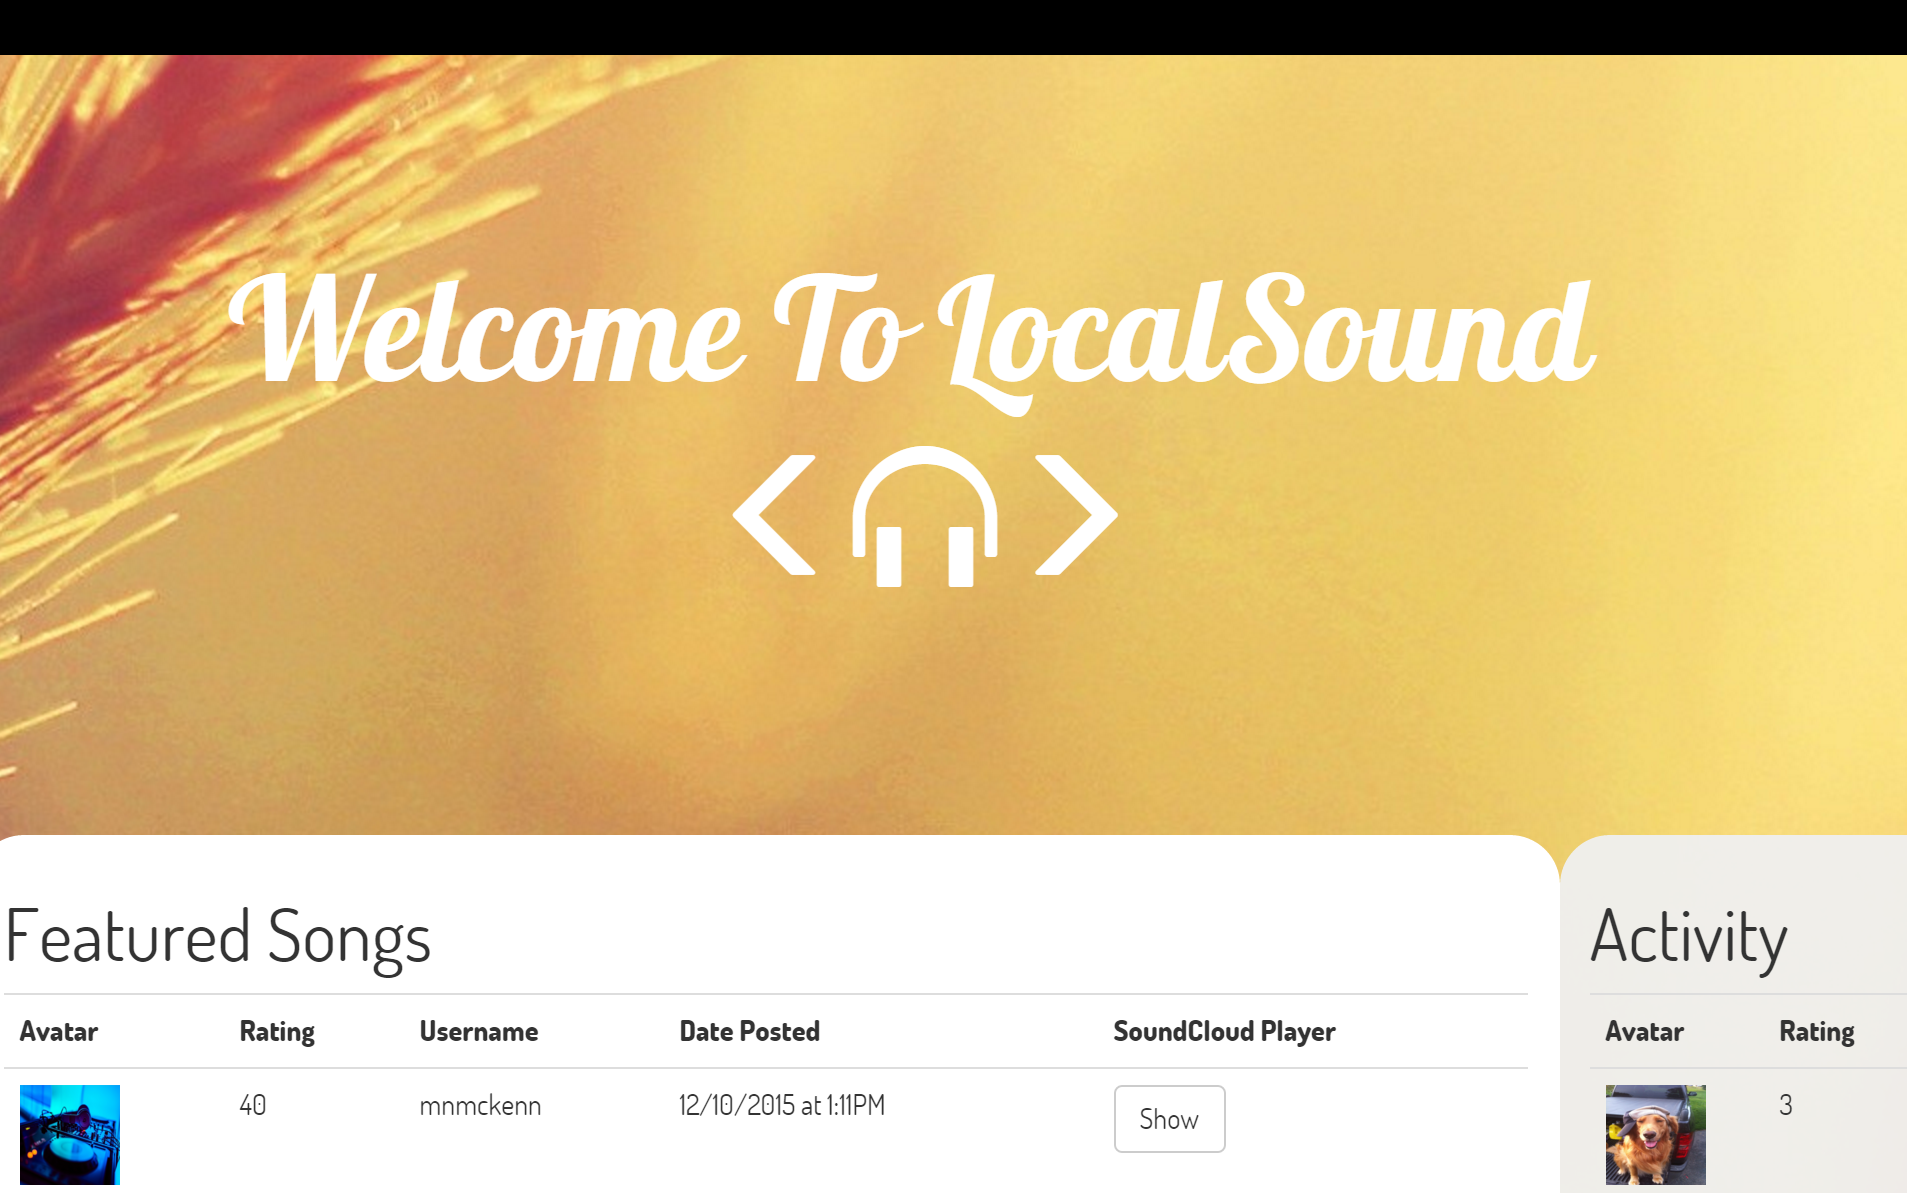 Welcome To LocalSound
Featured Songs
Avatar Rating Username Date Posted SoundCloud Player
40 mnmckenn 12/10/2015 at 1:11PM Show
Activity
Avatar Rating
3